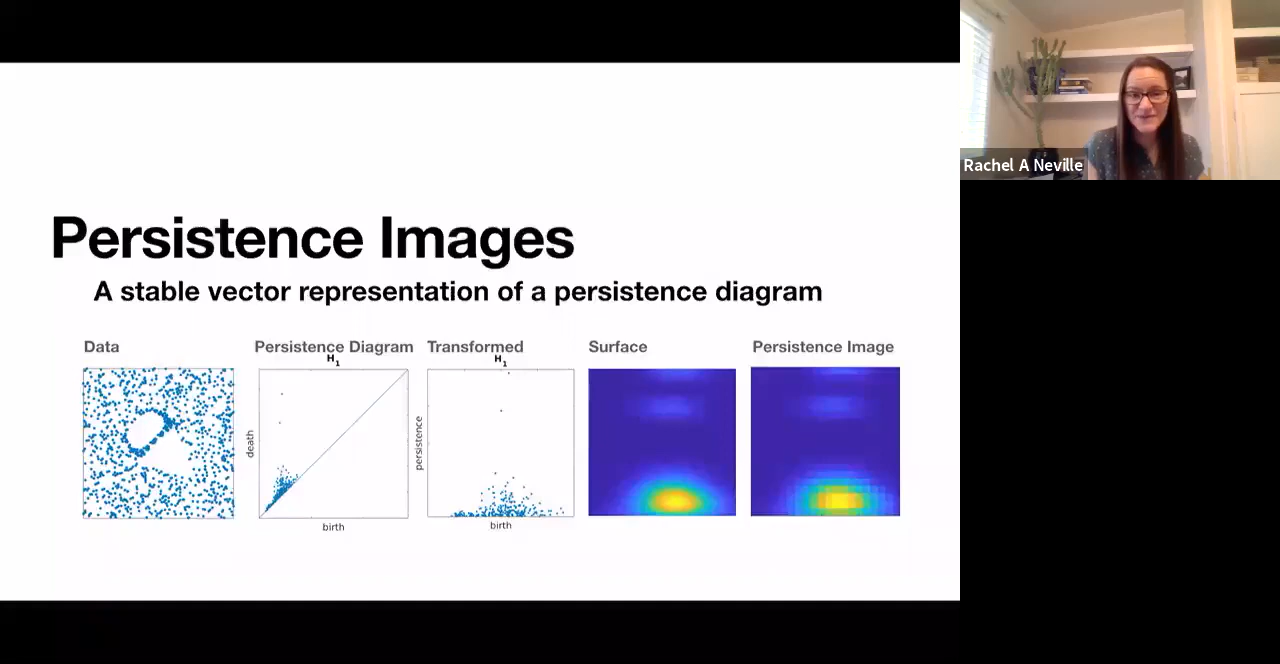 Rachel A Neville
Persistence Images
A stable vector representation of a persistence diagram
Data
Persistence Diagram
Transformed
Surface
Persistence Image
H1
H1
death
persistence
birth
birth